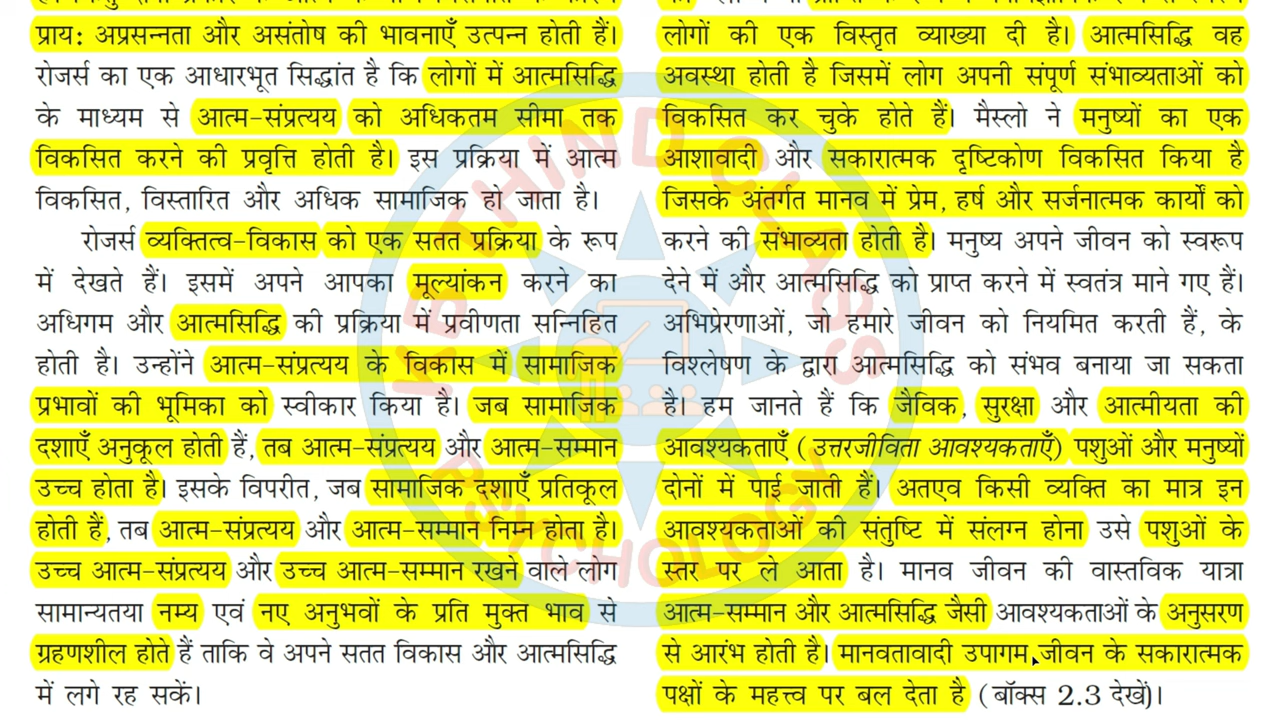 प्राय: अप्रसन्नता और असंतोष की भावनाएँ उत्पन्न होती हैं।
रोजर्स का एक आधारभूत सिद्धांत है कि लोगों में आत्मसिद्धि
के माध्यम से आत्म-संप्रत्यय को अधिकतम सीमा तक
विकसित करने की प्रवृत्ति होती है। इस प्रक्रिया में आत्म
विकसित, विस्तारित और अधिक सामाजिक हो जाता है।
रोजर्स व्यक्तित्व-विकास को एक सतत प्रक्रिया के रूप
में देखते हैं। इसमें अपने आपका मूल्यांकन करने का
अधिगम और आत्मसिद्धि की प्रक्रिया में प्रवीणता सन्निहित
होती है। उन्होंने आत्म-संप्रत्यय के विकास में सामाजिक
प्रभावों की भूमिका को स्वीकार किया है। जब सामाजिक
दशाएँ अनुकूल होती हैं, तब आत्म-संप्रत्यय और आत्म-सम्मान
उच्च होता है। इसके विपरीत, जब सामाजिक दशाएँ प्रतिकूल
होती हैं, तब आत्म-संप्रत्यय और आत्म-सम्मान निम्न होता है।
उच्च आत्म-संप्रत्यय और उच्च आत्म-सम्मान रखने वाले लोग
सामान्यतया नम्य एवं नए अनुभवों के प्रति मुक्त भाव से
ग्रहणशील होते हैं ताकि वे अपने सतत विकास और आत्मसिद्धि
में लगे रह सकें।
लोगों की एक विस्तृत व्याख्या दी है। आत्मसिद्धि वह
अवस्था होती है जिसमें लोग अपनी संपूर्ण संभाव्यताओं को
विकसित कर चुके होते हैं। मैस्लो ने मनुष्यों का एक
आशावादी और सकारात्मक दृष्टिकोण विकसित किया है
जिसके अंतर्गत मानव में प्रेम, हर्ष और सर्जनात्मक कार्यों को
करने की संभाव्यता होती है। मनुष्य अपने जीवन को स्वरूप
देने में और आत्मसिद्धि को प्राप्त करने में स्वतंत्र माने गए हैं।
अभिप्रेरणाओं, जो हमारे जीवन को नियमित करती हैं, के
विश्लेषण के द्वारा आत्मसिद्धि को संभव बनाया जा सकता
है। हम जानते हैं कि जैविक, सुरक्षा और आत्मीयता की
आवश्यकताएँ (उत्तरजीविता आवश्यकताएँ) पशुओं और मनुष्यों
दोनों में पाई जाती हैं। अतएव किसी व्यक्ति का मात्र इन
आवश्यकताओं की संतुष्टि में संलग्न होना उसे पशुओं के
स्तर पर ले आता है। मानव जीवन की वास्तविक यात्रा
आत्म-सम्मान और आत्मसिद्धि जैसी आवश्यकताओं के अनुसरण
से आरंभ होती है। मानवतावादी उपागम जीवन के सकारात्मक
पक्षों के महत्त्व पर बल देता है (बॉक्स 2.3 देखें)।
KBTHIND CLASS
PSYCHOLOGY